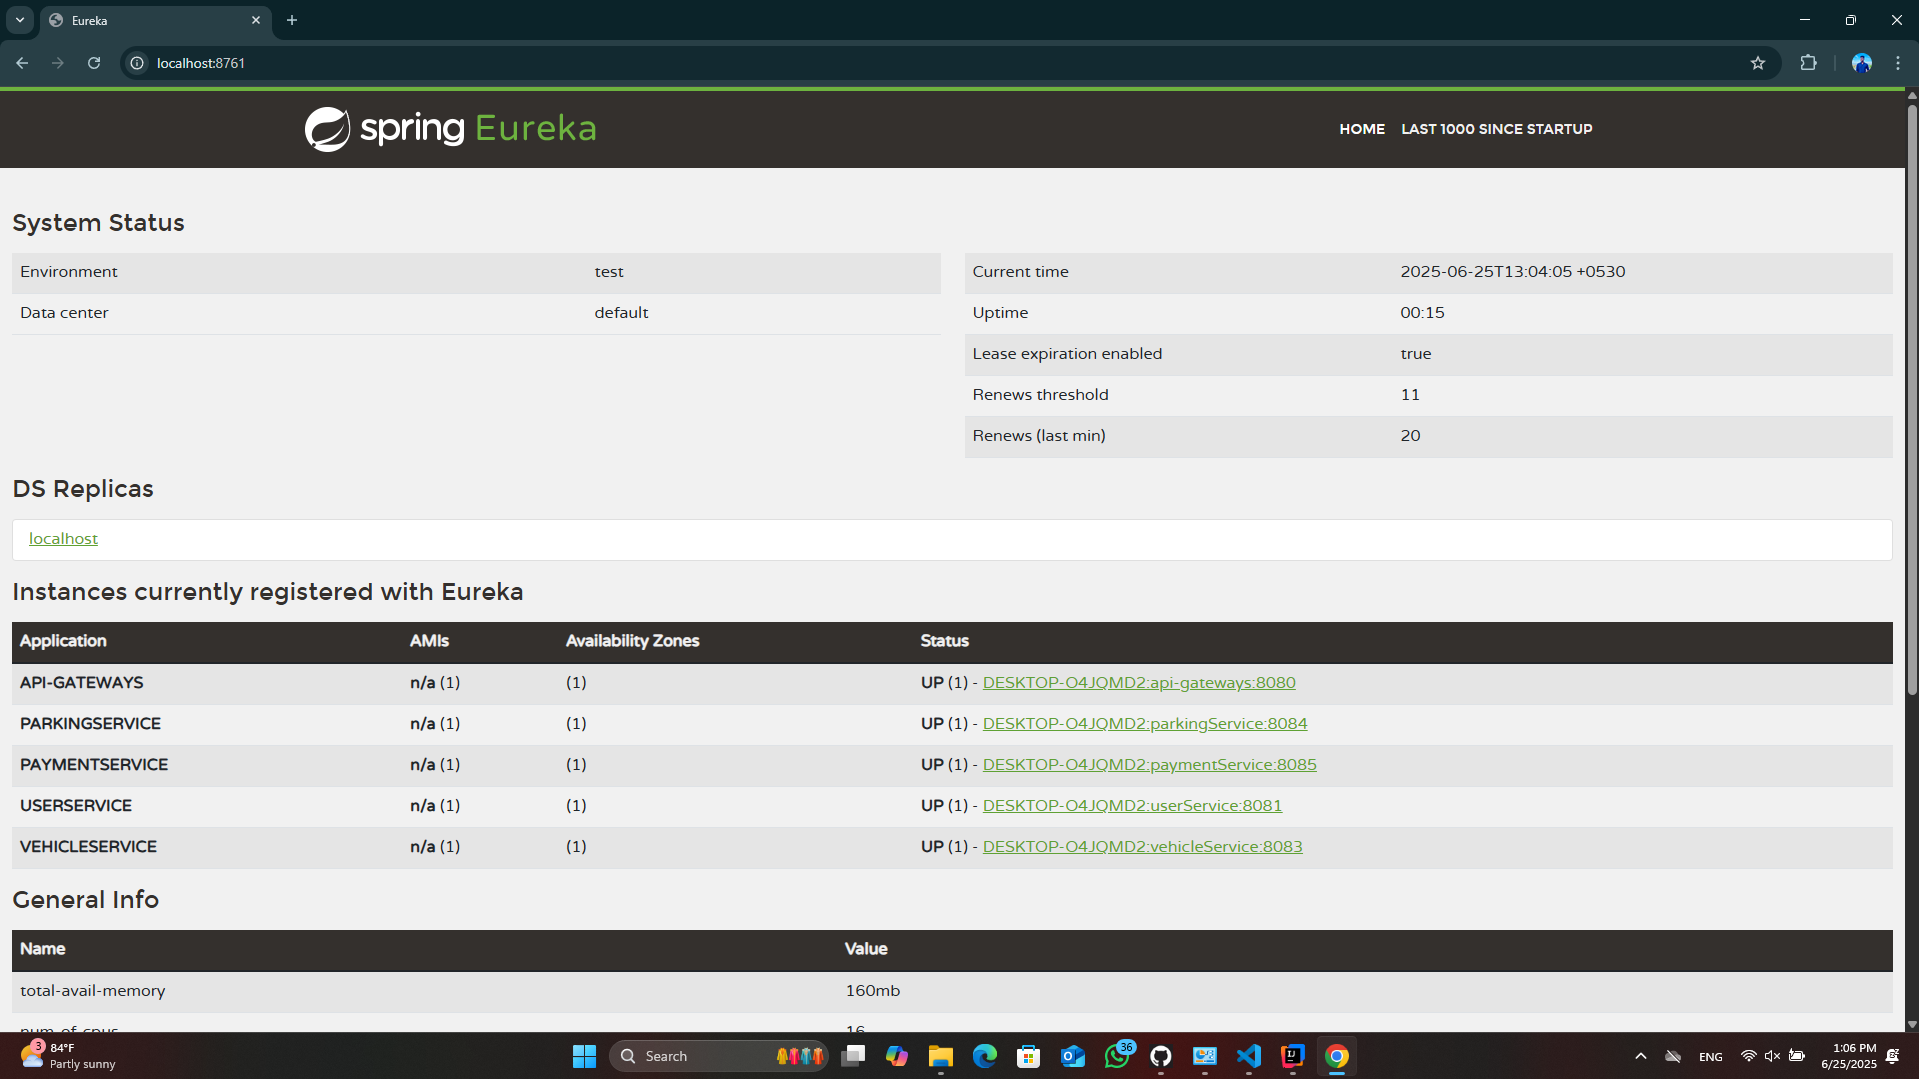 Eureka
localhost:8761
spring Eureka
HOME LAST 1000 SINCE STARTUP
System Status
Environment test
Data center default
Current time 2025-06-25T13:04:05 +0530
Uptime 00:15
Lease expiration enabled true
Renews threshold 11
Renews (last min) 20
DS Replicas
localhost
Instances currently registered with Eureka
Application AMIs Availability Zones Status
API-GATEWAYS n/a (1) (1) UP (1) - DESKTOP-O4JQMD2:api-gateways:8080
PARKINGSERVICE n/a (1) (1) UP (1) - DESKTOP-O4JQMD2:parkingService:8084
PAYMENTSERVICE n/a (1) (1) UP (1) - DESKTOP-O4JQMD2:paymentService:8085
USERSERVICE n/a (1) (1) UP (1) - DESKTOP-O4JQMD2:userService:8081
VEHICLESERVICE n/a (1) (1) UP (1) - DESKTOP-O4JQMD2:vehicleService:8083
General Info
Name Value
total-avail-memory 160mb
num-of-cpus 16
3
84°F
Partly sunny
Search
36
ENG
1:06 PM
6/25/2025